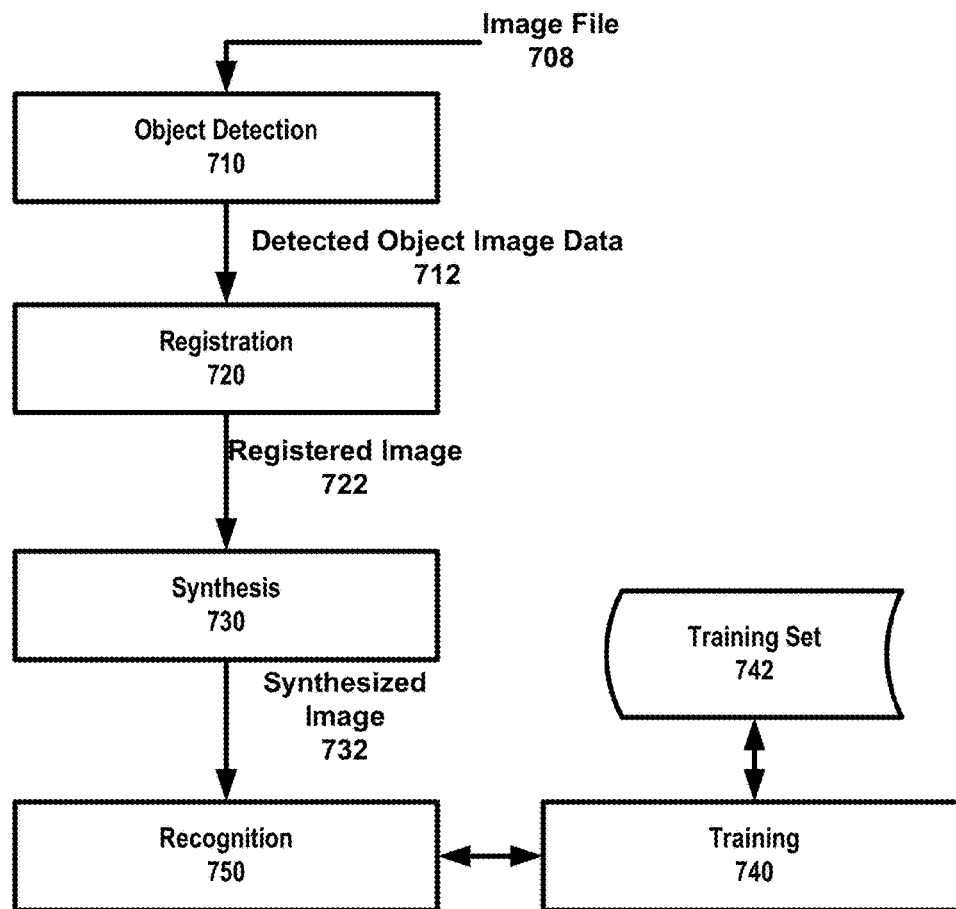 Image File
708
Object Detection
710
Detected Object Image Data
712
Registration
720
Registered Image
722
Synthesis
730
Synthesized
Image
732
Training Set
742
Recognition
750
Training
740